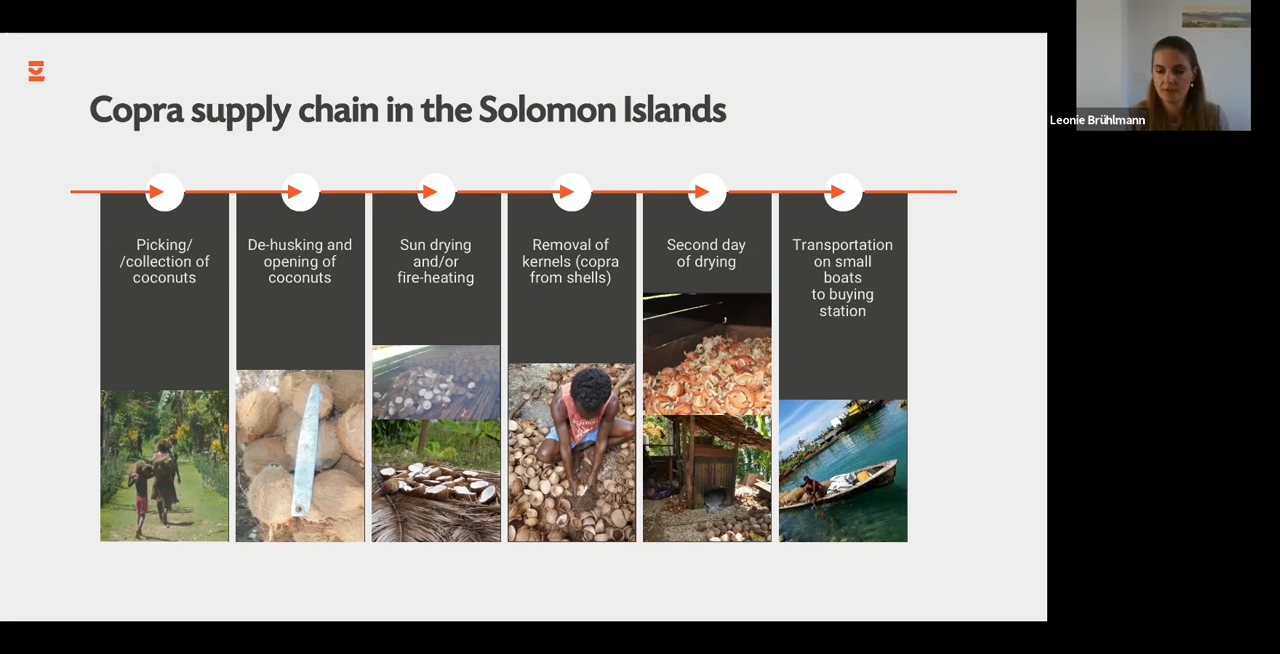 Copra supply chain in the Solomon Islands
Picking/
/collection of
coconuts
De-husking and
opening of
coconuts
Sun drying
and/or
fire-heating
Removal of
kernels (copra
from shells)
Second day
of drying
Transportation
on small
boats
to buying
station
Leonie Brühlmann